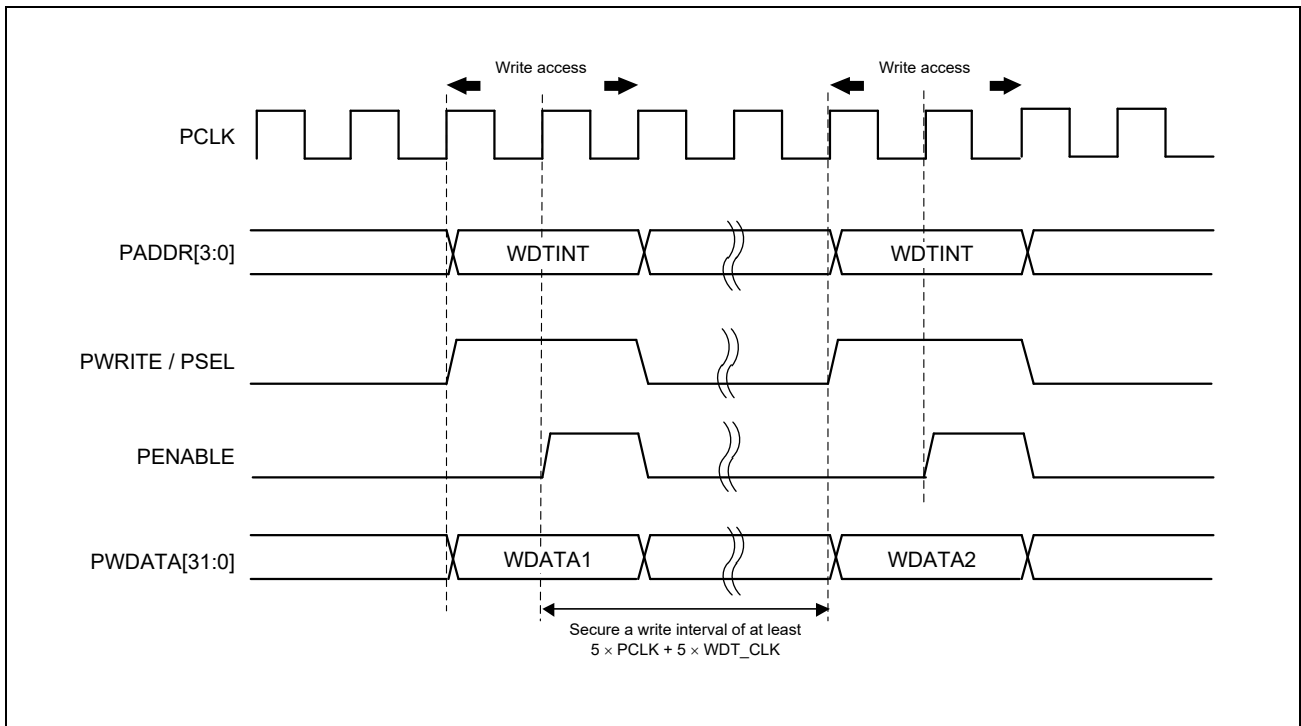 Write access Write access
PCLK
PADDR[3:0] WDTINT WDTINT
PWRITE / PSEL
PENABLE
PWDATA[31:0] WDATA1 WDATA2
Secure a write interval of at least
5 × PCLK + 5 × WDT_CLK